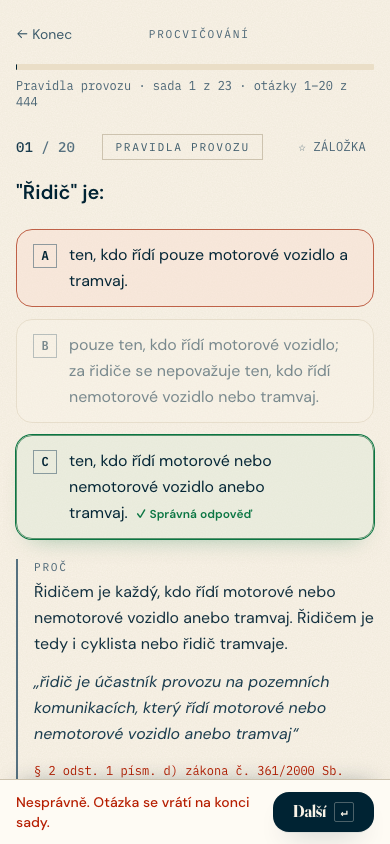 ← Konec
PROCVIČOVÁNÍ
Pravidla provozu · sada 1 z 23 · otázky 1–20 z
444
01 / 20
PRAVIDLA PROVOZU
☆ ZÁLOŽKA
"Řidič" je:
A
ten, kdo řídí pouze motorové vozidlo a
tramvaj.
B
pouze ten, kdo řídí motorové vozidlo;
za řidiče se nepovažuje ten, kdo řídí
nemotorové vozidlo nebo tramvaj.
C
ten, kdo řídí motorové nebo
nemotorové vozidlo anebo
tramvaj. ✓ Správná odpověď
PROČ
Řidičem je každý, kdo řídí motorové nebo
nemotorové vozidlo anebo tramvaj. Řidičem je
tedy i cyklista nebo řidič tramvaje.
„řidič je účastník provozu na pozemních
komunikacích, který řídí motorové nebo
nemotorové vozidlo anebo tramvaj“
§ 2 odst. 1 písm. d) zákona č. 361/2000 Sb.
Nesprávně. Otázka se vrátí na konci
sady.
Další ↵